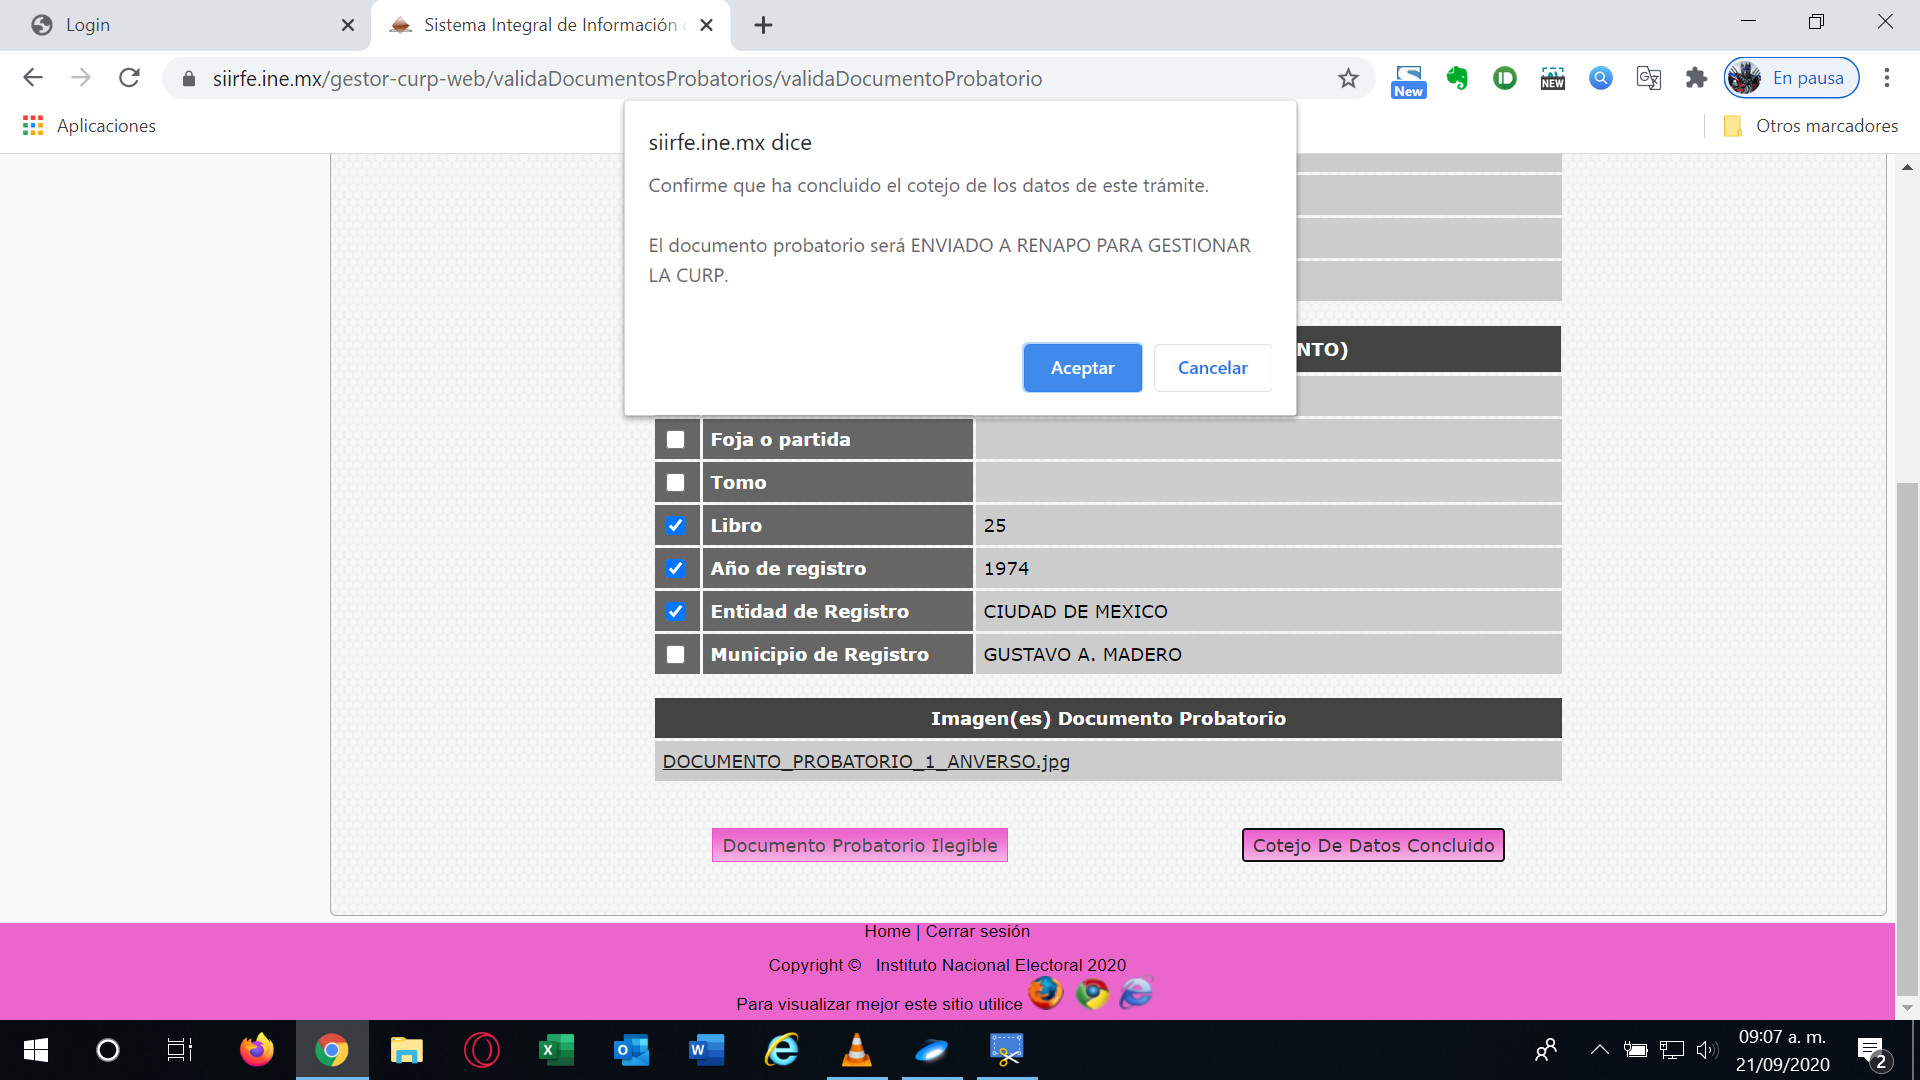 Login
Sistema Integral de Información
siirfe.ine.mx/gestor-curp-web/validaDocumentosProbatorios/validaDocumentoProbatorio
New
NEW
En pausa
Aplicaciones
Otros marcadores
siirfe.ine.mx dice
Confirme que ha concluido el cotejo de los datos de este trámite.
El documento probatorio será ENVIADO A RENAPO PARA GESTIONAR
LA CURP.
Aceptar
Cancelar
NTO)
Foja o partida
Tomo
Libro 25
Año de registro 1974
Entidad de Registro CIUDAD DE MEXICO
Municipio de Registro GUSTAVO A. MADERO
Imagen(es) Documento Probatorio
DOCUMENTO_PROBATORIO_1_ANVERSO.jpg
Documento Probatorio Ilegible
Cotejo De Datos Concluido
Home | Cerrar sesión
Copyright © Instituto Nacional Electoral 2020
Para visualizar mejor este sitio utilice
09:07 a. m.
21/09/2020
2